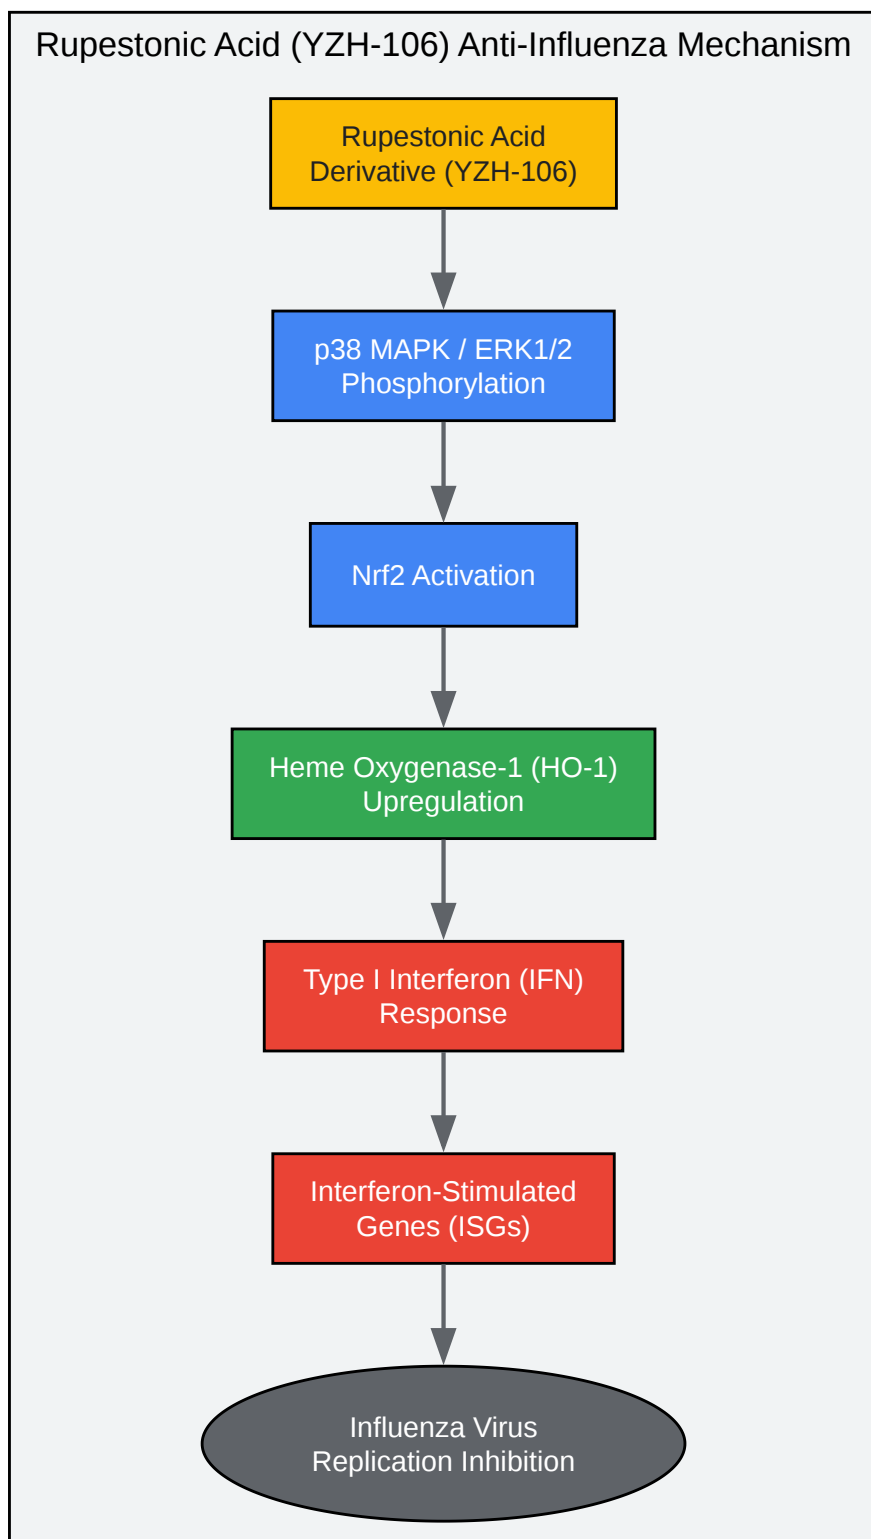 Rupestonic Acid (YZH-106) Anti-Influenza Mechanism
Rupestonic Acid
Derivative (YZH-106)
p38 MAPK / ERK1/2
Phosphorylation
Nrf2 Activation
Heme Oxygenase-1 (HO-1)
Upregulation
Type I Interferon (IFN)
Response
Interferon-Stimulated
Genes (ISGs)
Influenza Virus
Replication Inhibition